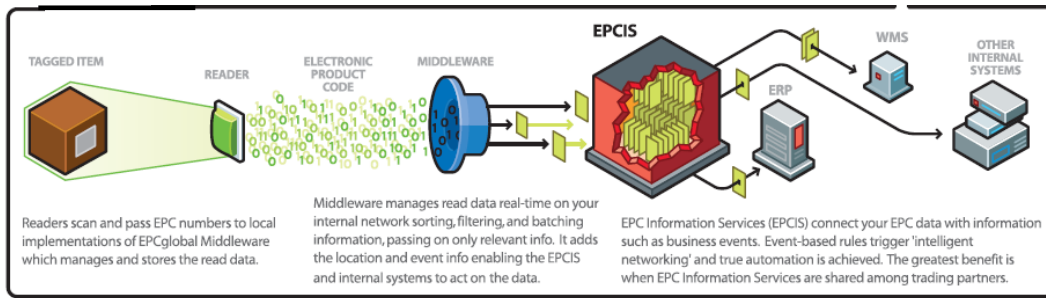 TAGGED ITEM
READER
ELECTRONIC
PRODUCT
CODE
MIDDLEWARE
EPCIS
WMS
ERP
OTHER
INTERNAL
SYSTEMS
Readers scan and pass EPC numbers to local
implementations of EPCglobal Middleware
which manages and stores the read data.
Middleware manages read data real-time on your
internal network sorting, filtering, and batching
information, passing on only relevant info. It adds
the location and event info enabling the EPCIS
and internal systems to act on the data.
EPC Information Services (EPCIS) connect your EPC data with information
such as business events. Event-based rules trigger 'intelligent
networking' and true automation is achieved. The greatest benefit is
when EPC Information Services are shared among trading partners.